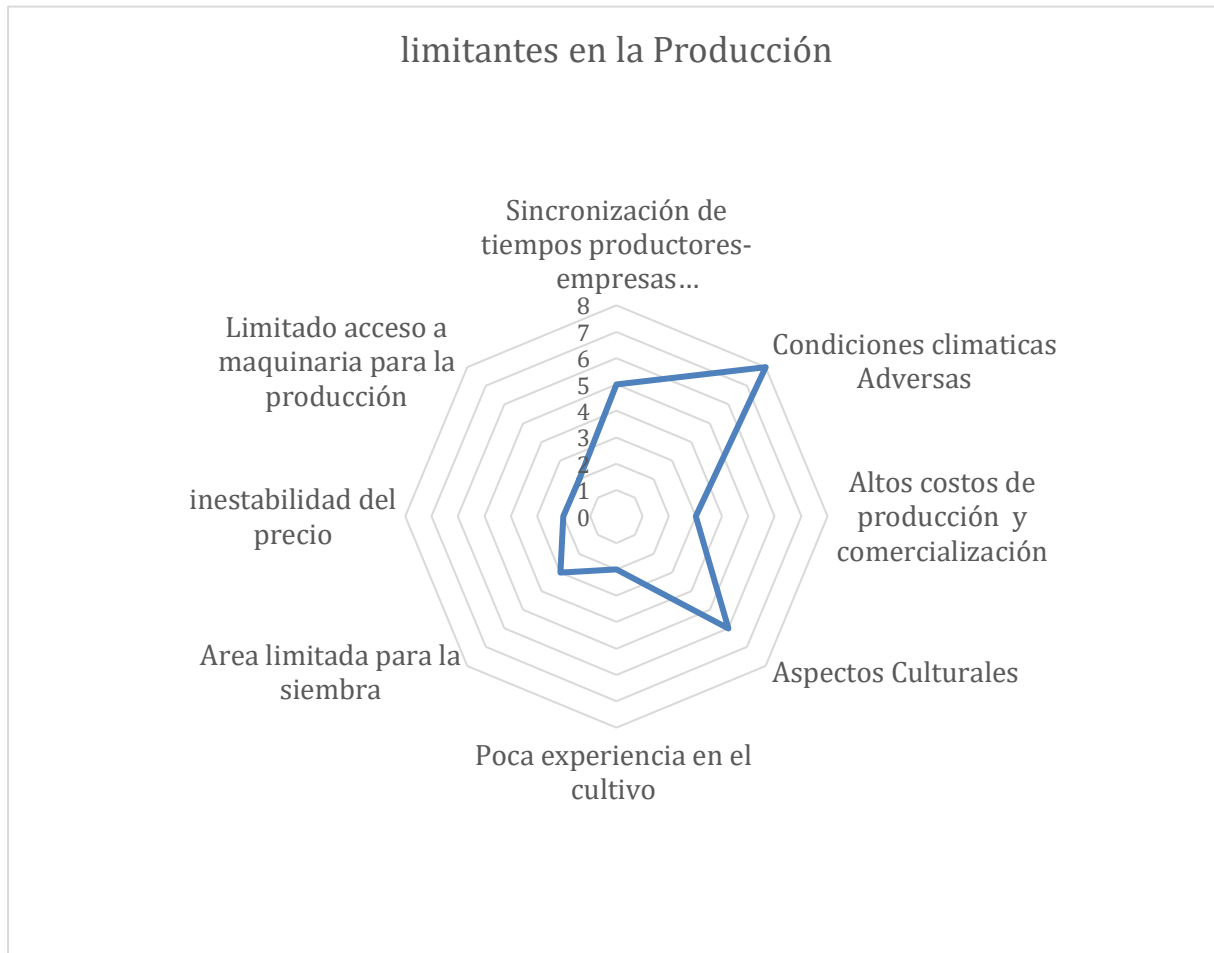 limitantes en la Producción
Sincronización de
tiempos productores-
empresas…
Condiciones climaticas
Adversas
Altos costos de
producción y
comercialización
Aspectos Culturales
Poca experiencia en el
cultivo
Area limitada para la
siembra
inestabilidad del
precio
Limitado acceso a
maquinaria para la
producción
8
7
6
5
4
3
2
1
0